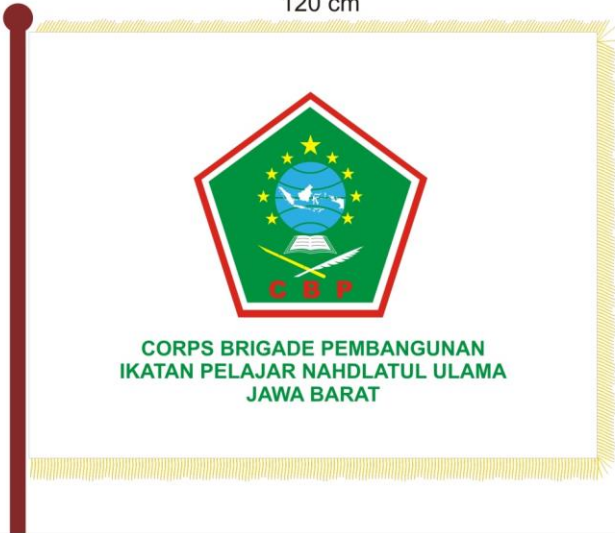 120 cm
C B P
CORPS BRIGADE PEMBANGUNAN
IKATAN PELAJAR NAHDLATUL ULAMA
JAWA BARAT